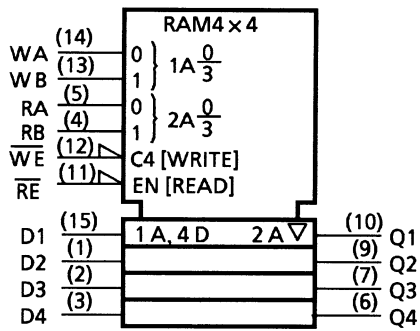 RAM4×4
WA (14) 0
WB (13) 1
} 1A 0/3
RA (5) 0
RB (4) 1
} 2A 0/3
W̅E̅ (12) C4 [WRITE]
R̅E̅ (11) EN [READ]
D1 (15) 1A, 4D 2A ▽ (10) Q1
D2 (1) (9) Q2
D3 (2) (7) Q3
D4 (3) (6) Q4